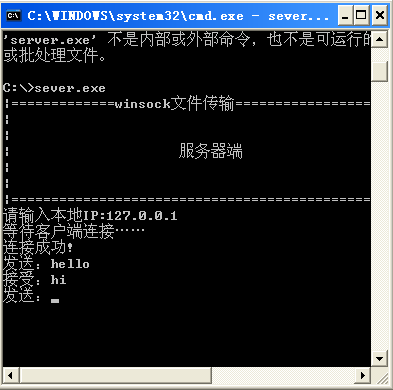 C:\WINDOWS\system32\cmd.exe - sever...
'server.exe' 不是内部或外部命令，也不是可运行的
或批处理文件。
C:\>sever.exe
¦============winsock文件传输================
¦
¦
¦ 服务器端
¦
¦
¦===========================================
请输入本地IP:127.0.0.1
等待客户端连接……
连接成功!
发送：hello
接受：hi
发送：